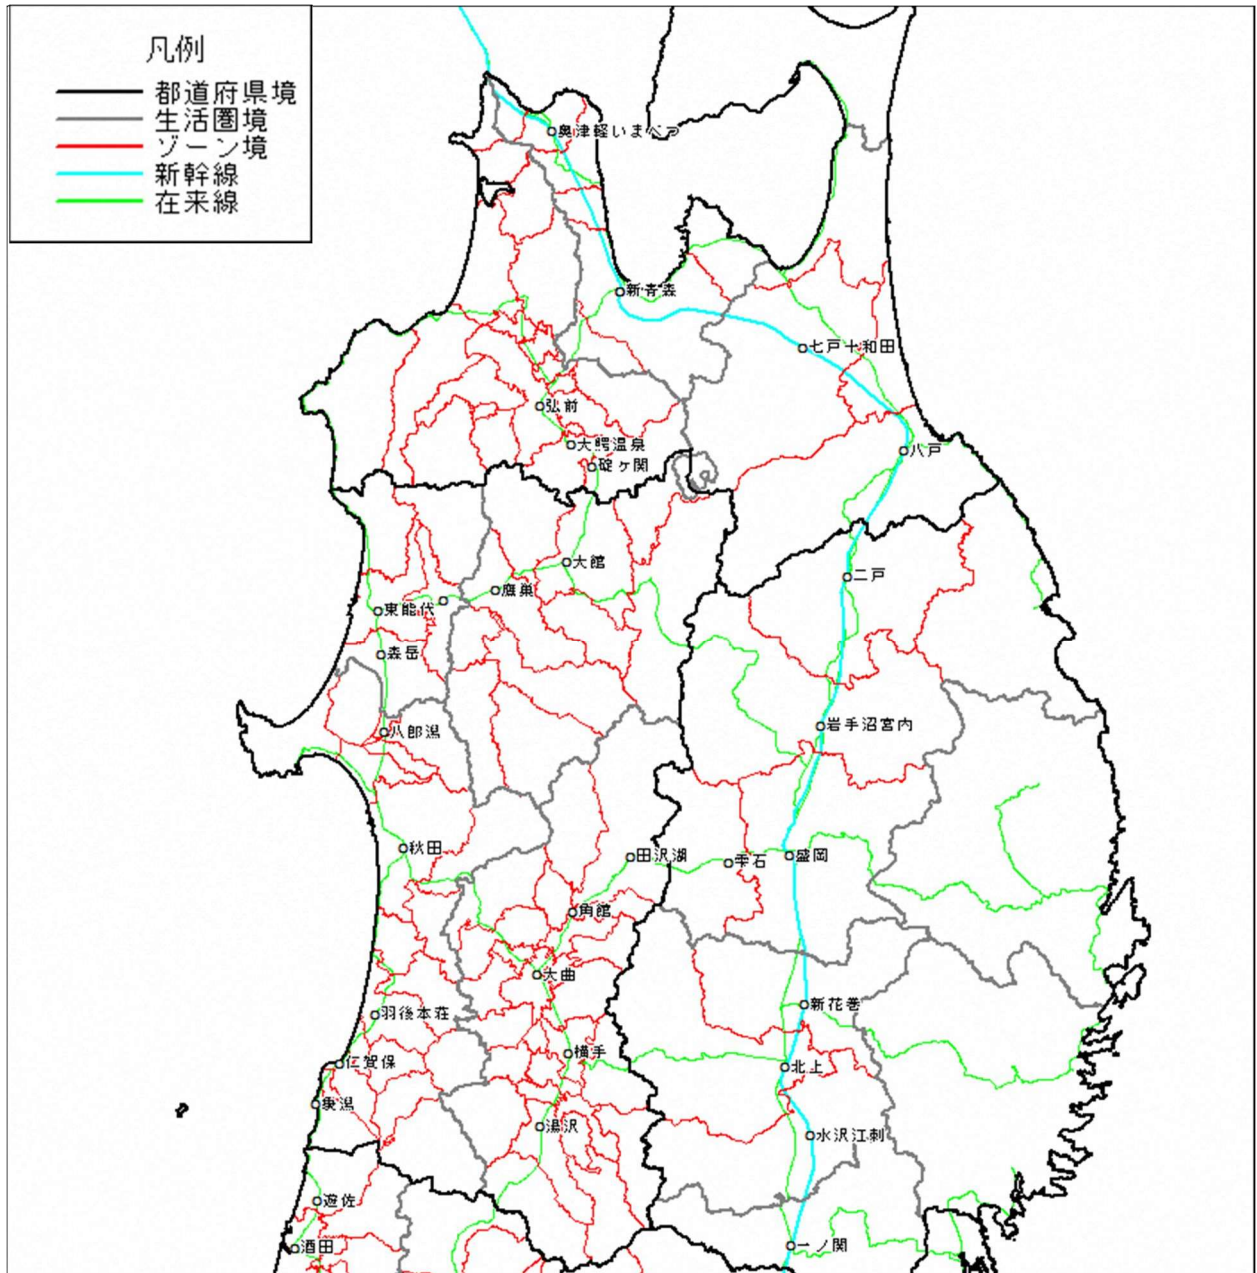 凡例
都道府県境
生活圏境
ゾーン境
新幹線
在来線
奥津軽いまべつ
新青森
七戸十和田
弘前
大鰐温泉
碇ヶ関
八戸
大館
二戸
鷹巣
東能代
森岳
八郎潟
岩手沼宮内
秋田
田沢湖
雫石
盛岡
角館
大曲
羽後本荘
新花巻
横手
仁賀保
北上
象潟
湯沢
水沢江刺
遊佐
酒田
一ノ関